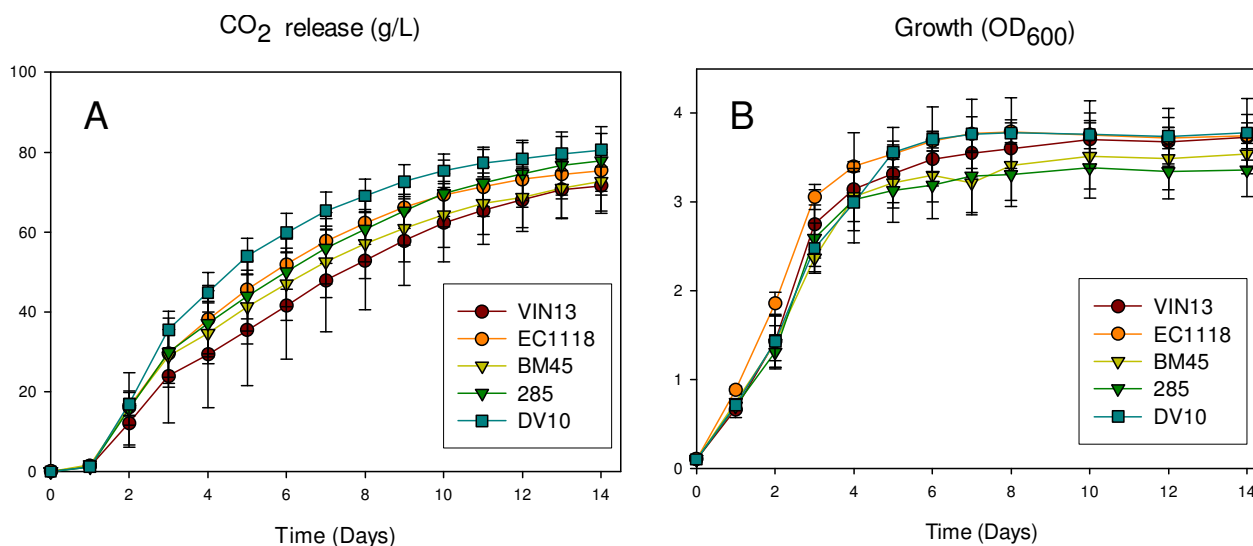 CO2 release (g/L)
Growth (OD600)
A
100
80
60
40
20
0
0 2 4 6 8 10 12 14
Time (Days)
VIN13
EC1118
BM45
285
DV10
B
4
3
2
1
0
0 2 4 6 8 10 12 14
Time (Days)
VIN13
EC1118
BM45
285
DV10